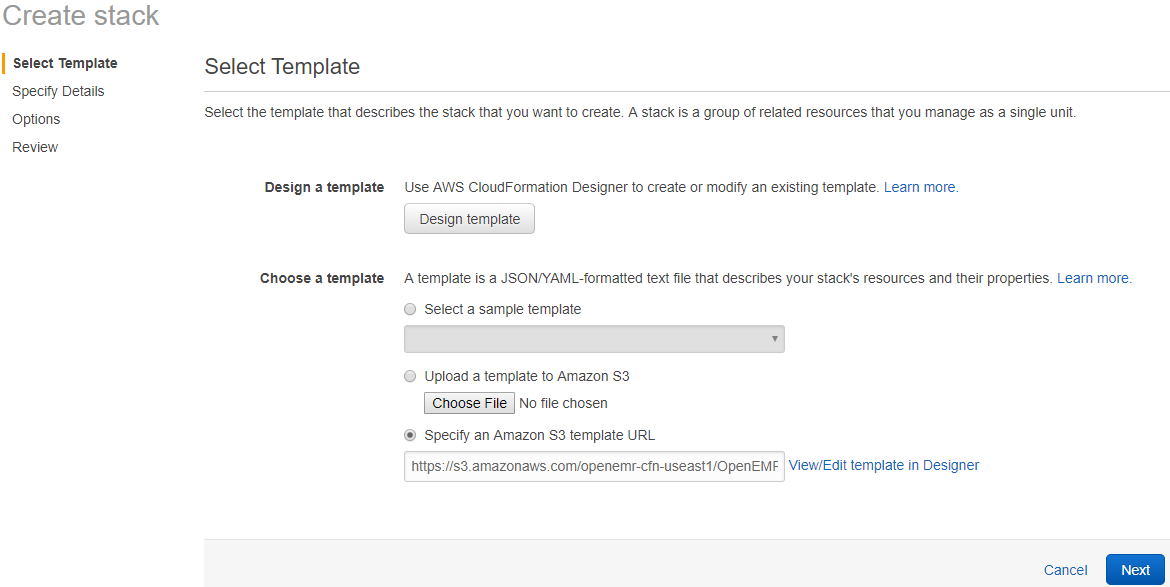 Create stack
Select Template
Specify Details
Options
Review
Select Template
Select the template that describes the stack that you want to create. A stack is a group of related resources that you manage as a single unit.
Design a template
Use AWS CloudFormation Designer to create or modify an existing template. Learn more.
Design template
Choose a template
A template is a JSON/YAML-formatted text file that describes your stack's resources and their properties. Learn more.
Select a sample template
Upload a template to Amazon S3
Choose File No file chosen
Specify an Amazon S3 template URL
https://s3.amazonaws.com/openemr-cfn-useast1/OpenEMF View/Edit template in Designer
Cancel Next